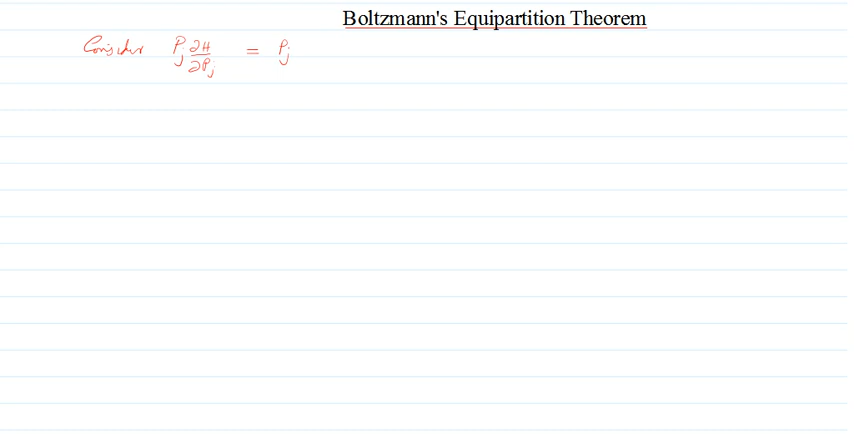 Boltzmann's Equipartition Theorem
Consider P_j ∂H/∂P_j = P_j